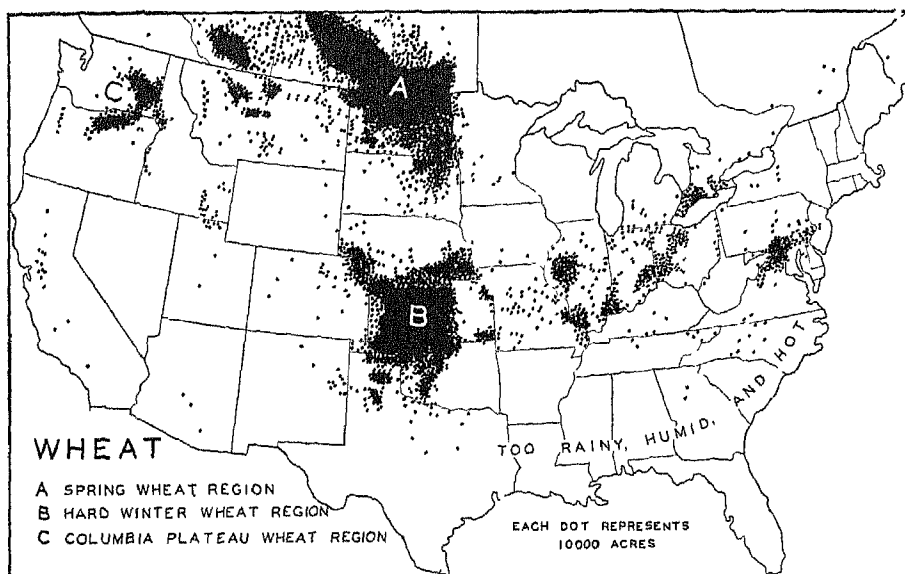 A
C
B
TOO RAINY, HUMID, AND HOT
WHEAT
A SPRING WHEAT REGION
B HARD WINTER WHEAT REGION
C COLUMBIA PLATEAU WHEAT REGION
EACH DOT REPRESENTS
10000 ACRES